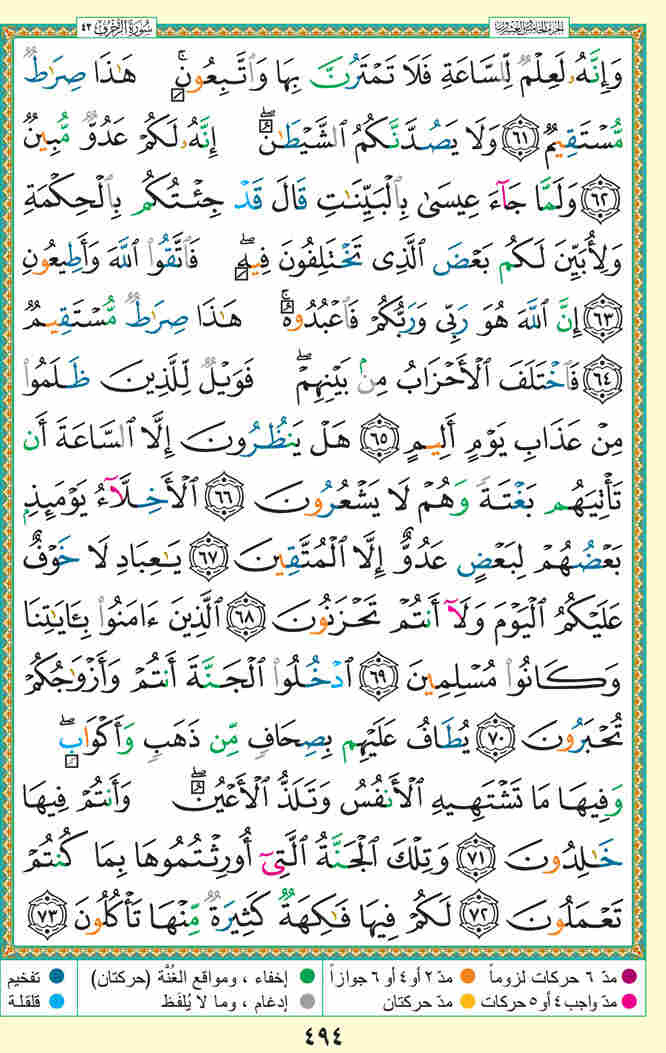 الجزء الخامس والعشرون
سُورَةُ الزُّخْرُفِ ٤٣
وَإِنَّهُۥ لَعِلْمٌ لِّلسَّاعَةِ فَلَا تَمْتَرُنَّ بِهَا وَٱتَّبِعُونِ ۚ هَٰذَا صِرَٰطٌ
مُّسْتَقِيمٌ ٦١ وَلَا يَصُدَّنَّكُمُ ٱلشَّيْطَٰنُ ۖ إِنَّهُۥ لَكُمْ عَدُوٌّ مُّبِينٌ
٦٢ وَلَمَّا جَآءَ عِيسَىٰ بِٱلْبَيِّنَٰتِ قَالَ قَدْ جِئْتُكُم بِٱلْحِكْمَةِ
وَلِأُبَيِّنَ لَكُم بَعْضَ ٱلَّذِى تَخْتَلِفُونَ فِيهِ ۖ فَٱتَّقُوا۟ ٱللَّهَ وَأَطِيعُونِ
٦٣ إِنَّ ٱللَّهَ هُوَ رَبِّى وَرَبُّكُمْ فَٱعْبُدُوهُ ۚ هَٰذَا صِرَٰطٌ مُّسْتَقِيمٌ
٦٤ فَٱخْتَلَفَ ٱلْأَحْزَابُ مِنۢ بَيْنِهِمْ ۖ فَوَيْلٌ لِّلَّذِينَ ظَلَمُوا۟
مِنْ عَذَابِ يَوْمٍ أَلِيمٍ ٦٥ هَلْ يَنظُرُونَ إِلَّا ٱلسَّاعَةَ أَن
تَأْتِيَهُم بَغْتَةً وَهُمْ لَا يَشْعُرُونَ ٦٦ ٱلْأَخِلَّآءُ يَوْمَئِذٍۭ
بَعْضُهُمْ لِبَعْضٍ عَدُوٌّ إِلَّا ٱلْمُتَّقِينَ ٦٧ يَٰعِبَادِ لَا خَوْفٌ
عَلَيْكُمُ ٱلْيَوْمَ وَلَآ أَنتُمْ تَحْزَنُونَ ٦٨ ٱلَّذِينَ ءَامَنُوا۟ بِـَٔايَٰتِنَا
وَكَانُوا۟ مُسْلِمِينَ ٦٩ ٱدْخُلُوا۟ ٱلْجَنَّةَ أَنتُمْ وَأَزْوَٰجُكُمْ
تُحْبَرُونَ ٧٠ يُطَافُ عَلَيْهِم بِصِحَافٍ مِّن ذَهَبٍ وَأَكْوَابٍ ۖ
وَفِيهَا مَا تَشْتَهِيهِ ٱلْأَنفُسُ وَتَلَذُّ ٱلْأَعْيُنُ ۖ وَأَنتُمْ فِيهَا
خَٰلِدُونَ ٧١ وَتِلْكَ ٱلْجَنَّةُ ٱلَّتِىٓ أُورِثْتُمُوهَا بِمَا كُنتُمْ
تَعْمَلُونَ ٧٢ لَكُمْ فِيهَا فَٰكِهَةٌ كَثِيرَةٌ مِّنْهَا تَأْكُلُونَ ٧٣
مدّ ٦ حركات لزوماً مدّ ٢ أو ٤ أو ٦ جوازاً إخفاء ، ومواقع الغُنَّة (حركتان) تفخيم
مدّ واجب ٤ أو ٥ حركات مدّ حركتان إدغام ، وما لا يُلفَظ قلقلة
٤٩٤